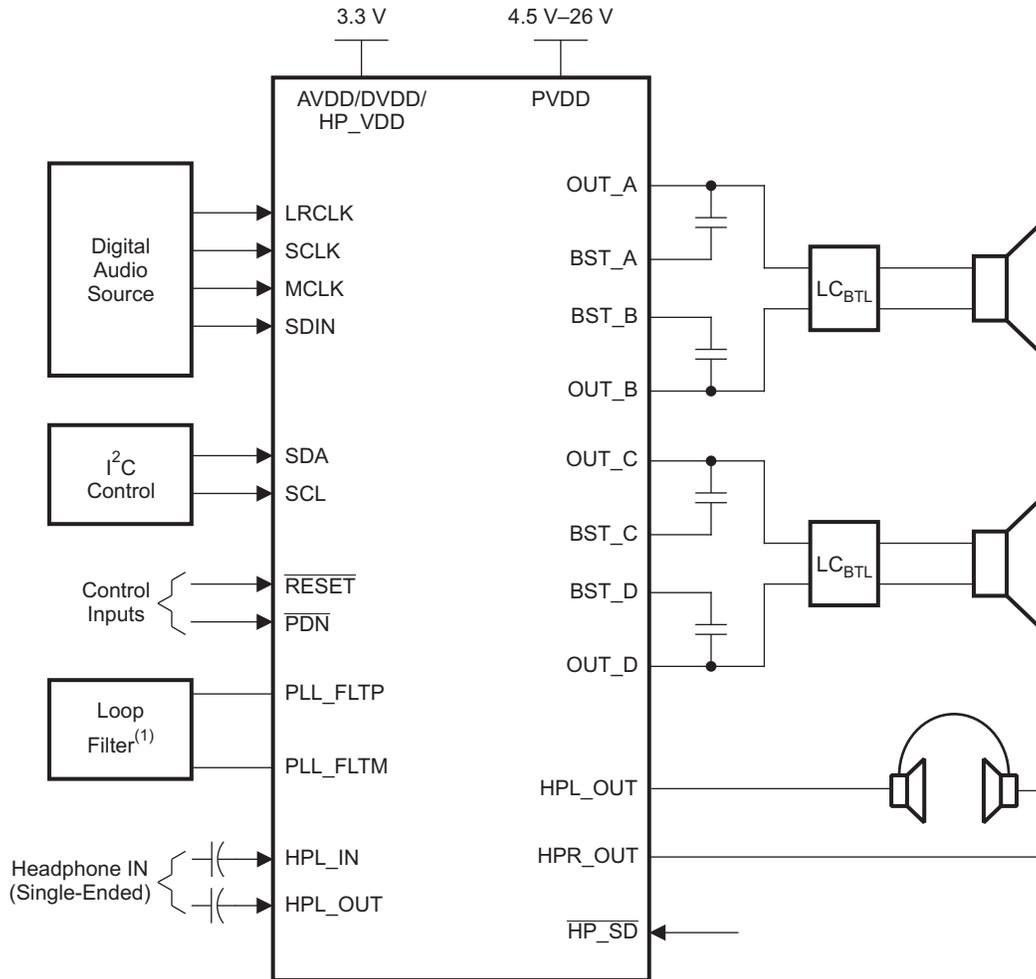 3.3 V
4.5 V–26 V
AVDD/DVDD/
HP_VDD
PVDD
Digital
Audio
Source
LRCLK
SCLK
MCLK
SDIN
I²C
Control
SDA
SCL
Control
Inputs
RESET
PDN
Loop
Filter(1)
PLL_FLTP
PLL_FLTM
Headphone IN
(Single-Ended)
HPL_IN
HPL_OUT
OUT_A
BST_A
BST_B
OUT_B
LCBTL
OUT_C
BST_C
BST_D
OUT_D
LCBTL
HPL_OUT
HPR_OUT
HP_SD